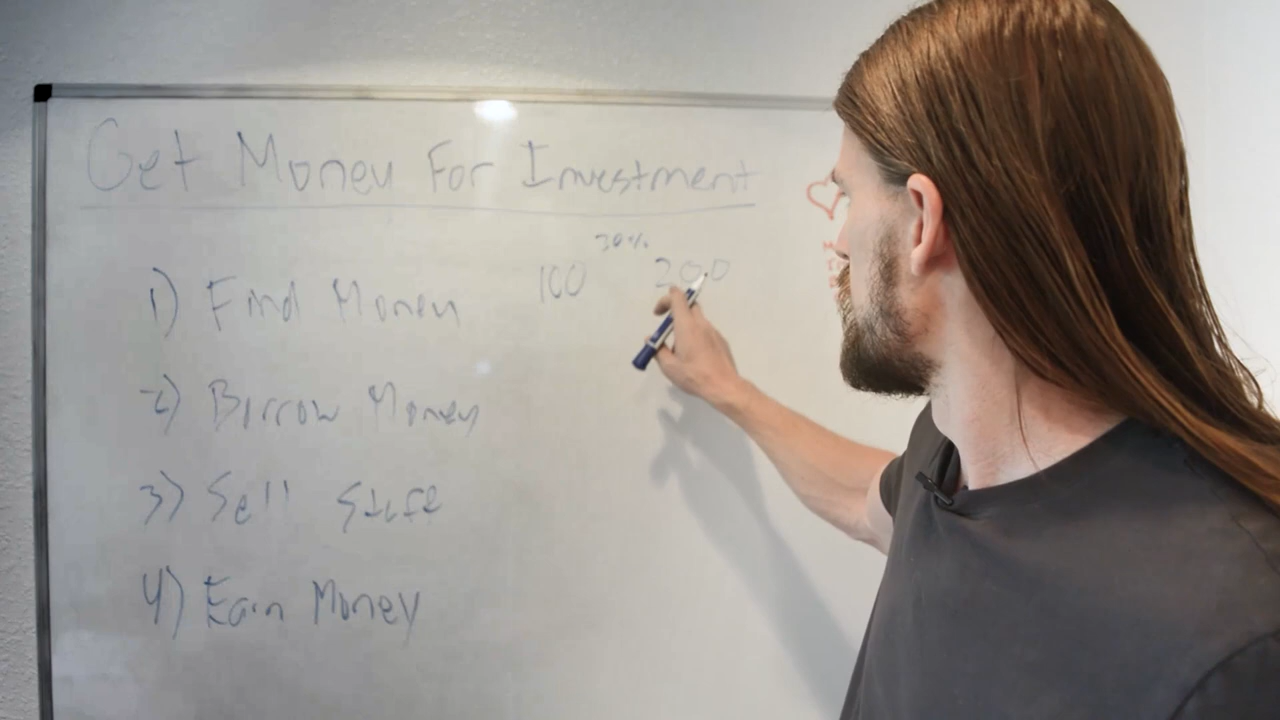 Get Money For Investment
30%
100 200
1) Find Money
2) Borrow Money
3) Sell Stuff
4) Earn Money